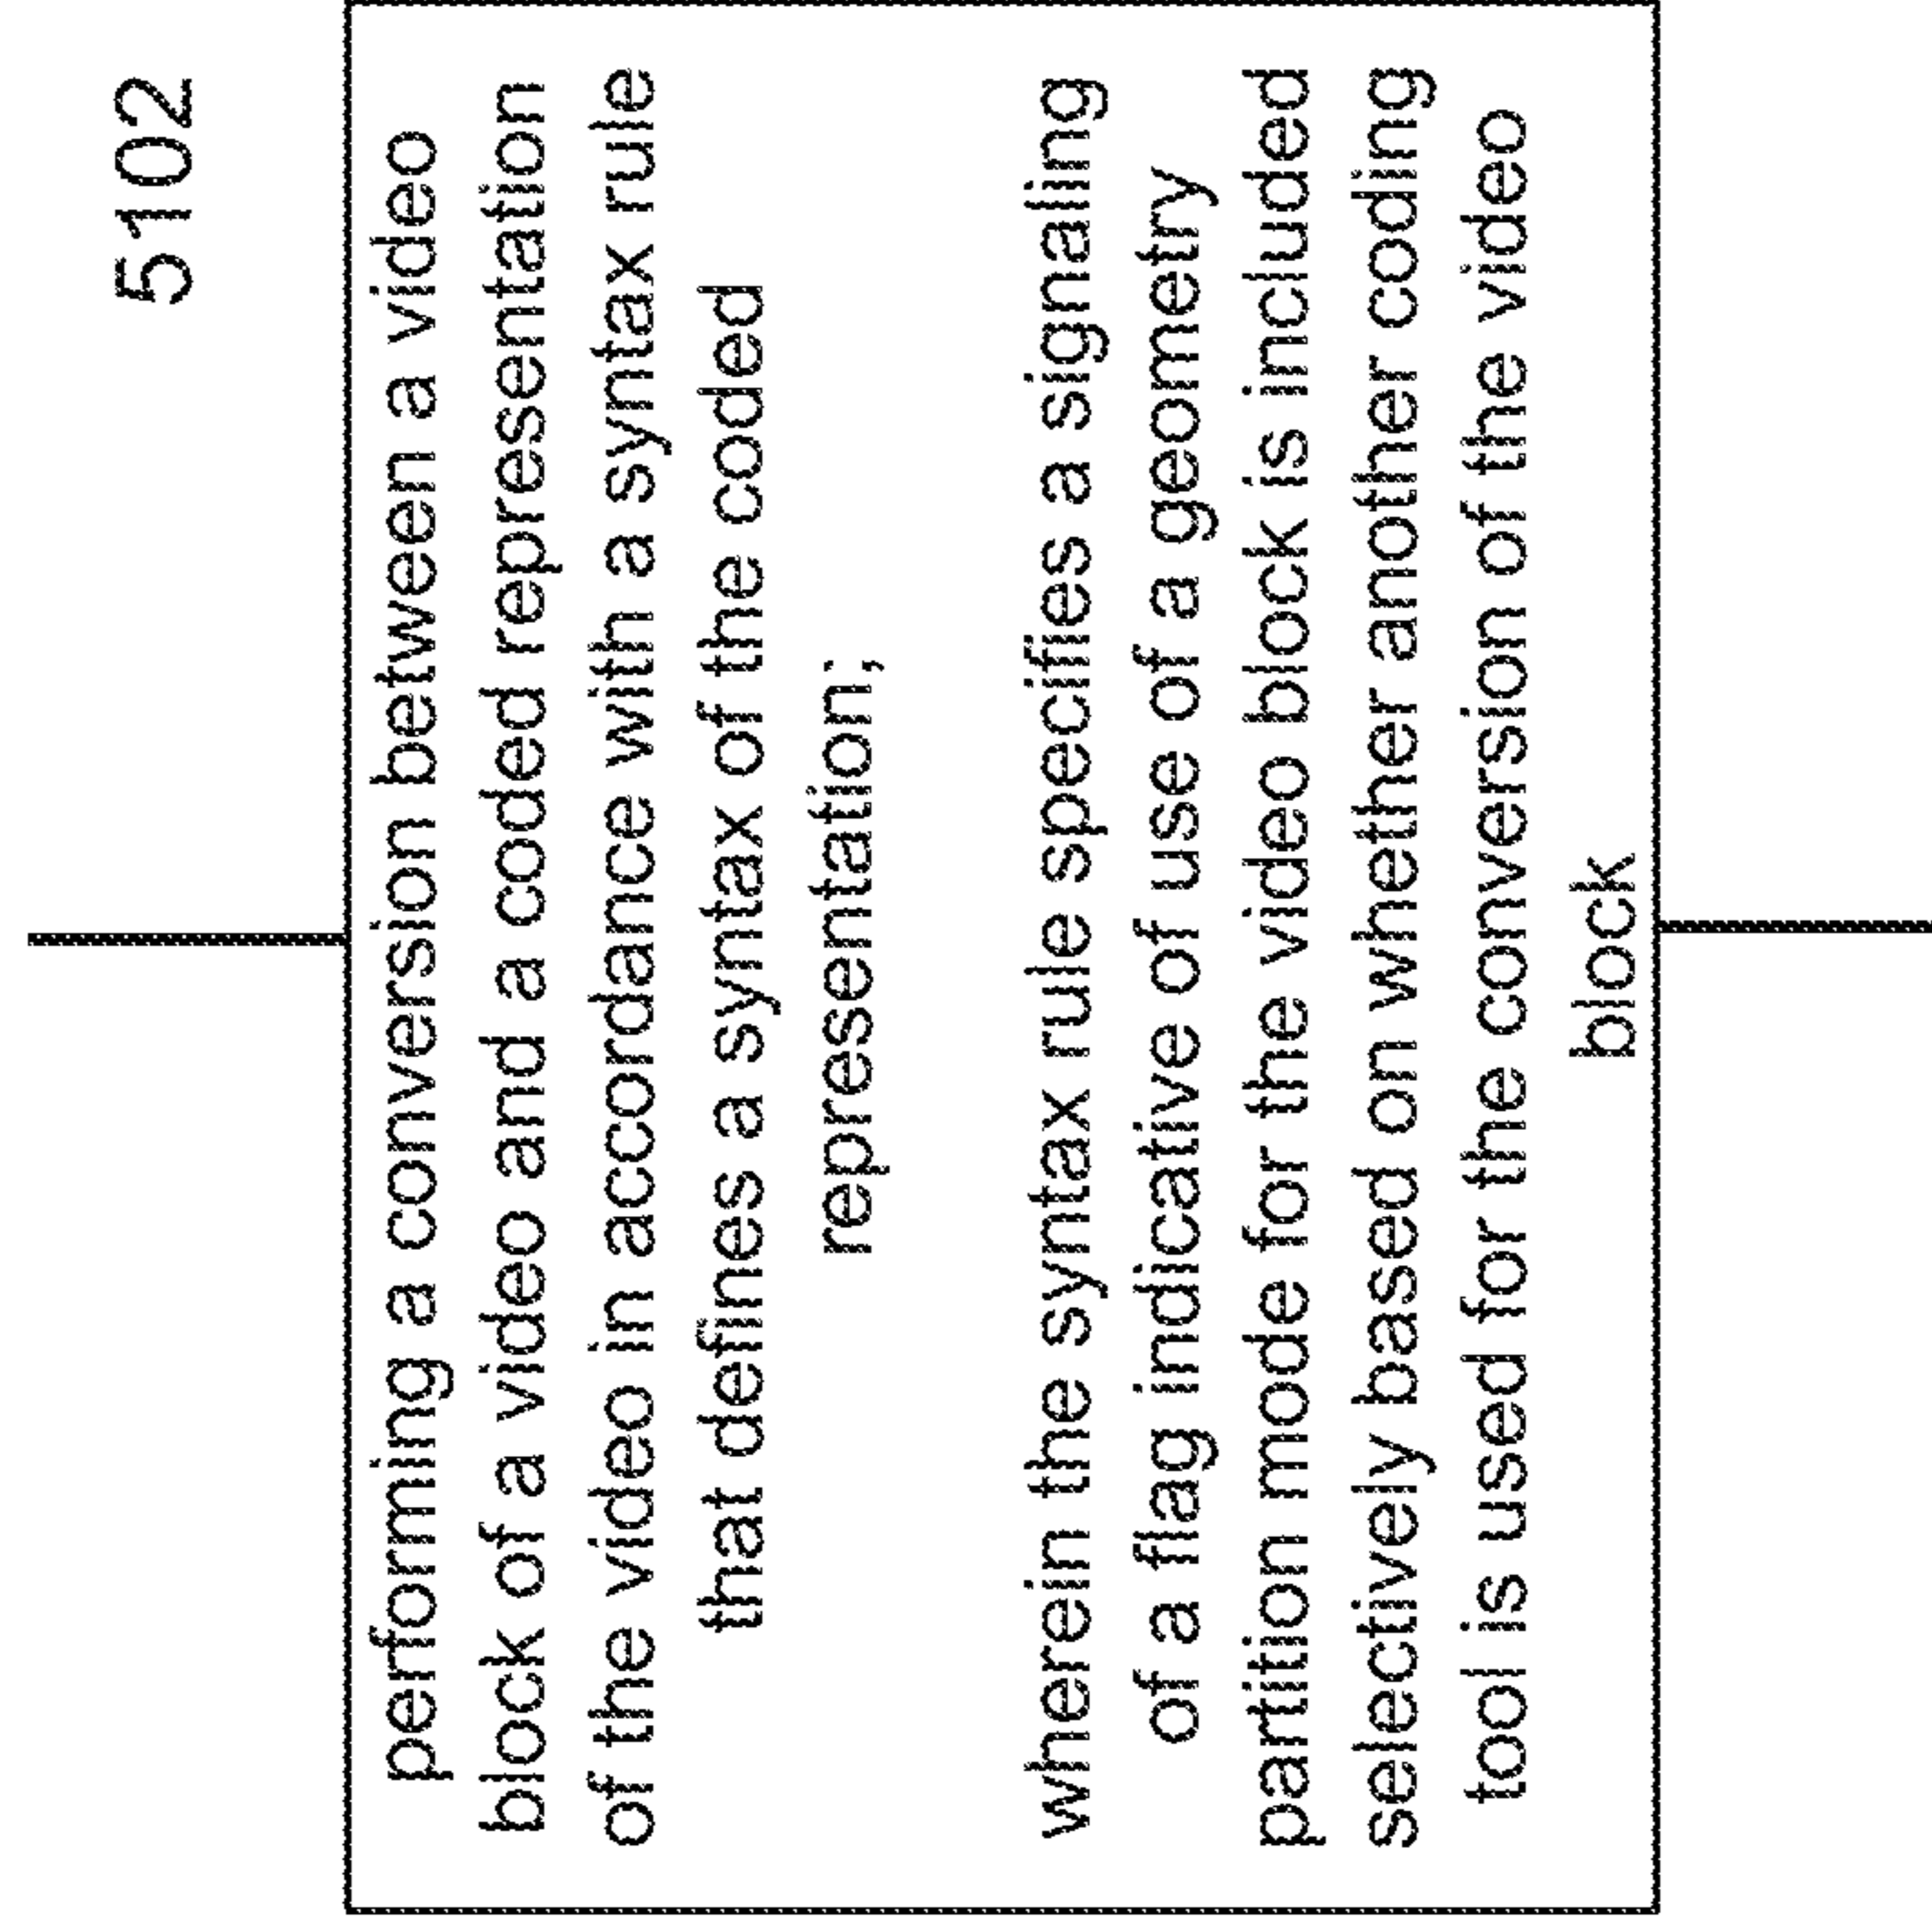 5102
performing a conversion between a video
block of a video and a coded representation
of the video in accordance with a syntax rule
that defines a syntax of the coded
representation;
wherein the syntax rule specifies a signaling
of a flag indicative of use of a geometry
partition mode for the video block is included
selectively based on whether another coding
tool is used for the conversion of the video
block